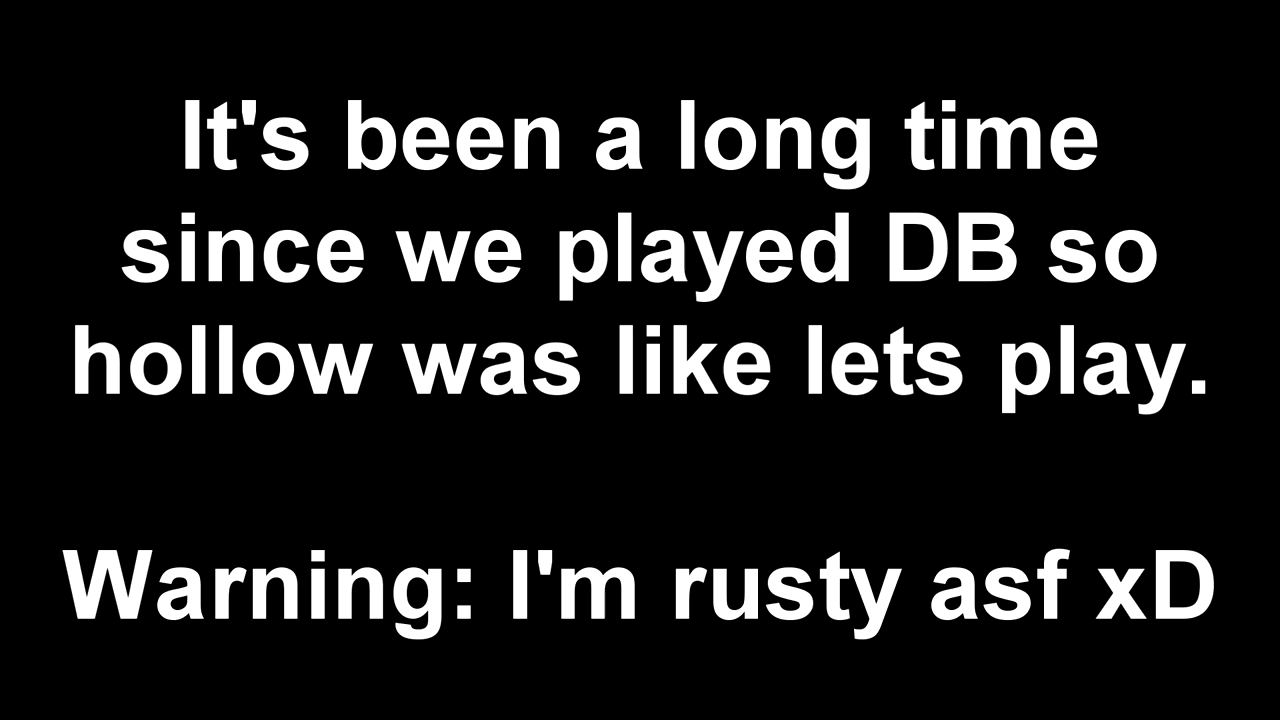 It's been a long time
since we played DB so
hollow was like lets play.
Warning: I'm rusty asf xD